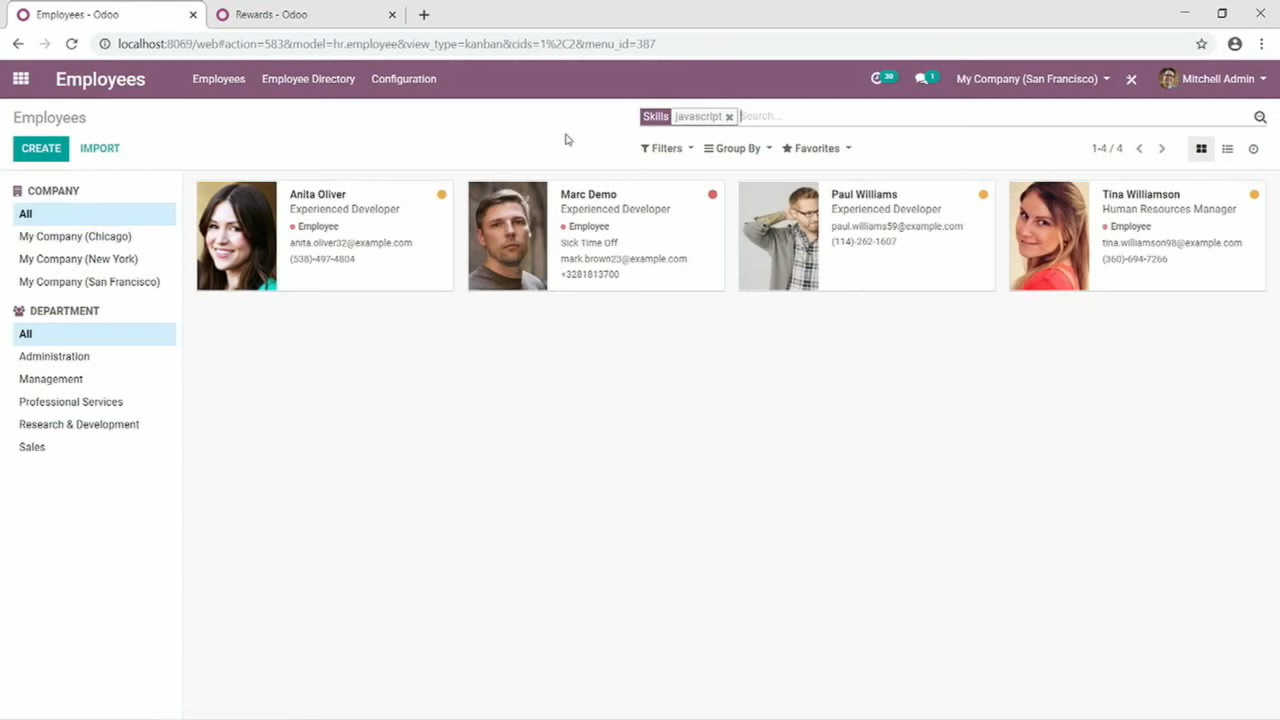 Employees - Odoo
Rewards - Odoo
localhost:8069/web#action=583&model=hr.employee&view_type=kanban&cids=1%2C2&menu_id=387
Employees
Employees Employee Directory Configuration
39 1 My Company (San Francisco) Mitchell Admin
Employees
Skills javascript Search...
CREATE IMPORT
Filters Group By Favorites 1-4 / 4
COMPANY
All
My Company (Chicago)
My Company (New York)
My Company (San Francisco)
DEPARTMENT
All
Administration
Management
Professional Services
Research & Development
Sales
Anita Oliver
Experienced Developer
Employee
anita.oliver32@example.com
(538)-497-4804
Marc Demo
Experienced Developer
Employee
Sick Time Off
mark.brown23@example.com
+3281813700
Paul Williams
Experienced Developer
paul.williams59@example.com
(114)-262-1607
Tina Williamson
Human Resources Manager
Employee
tina.williamson98@example.com
(360)-694-7266